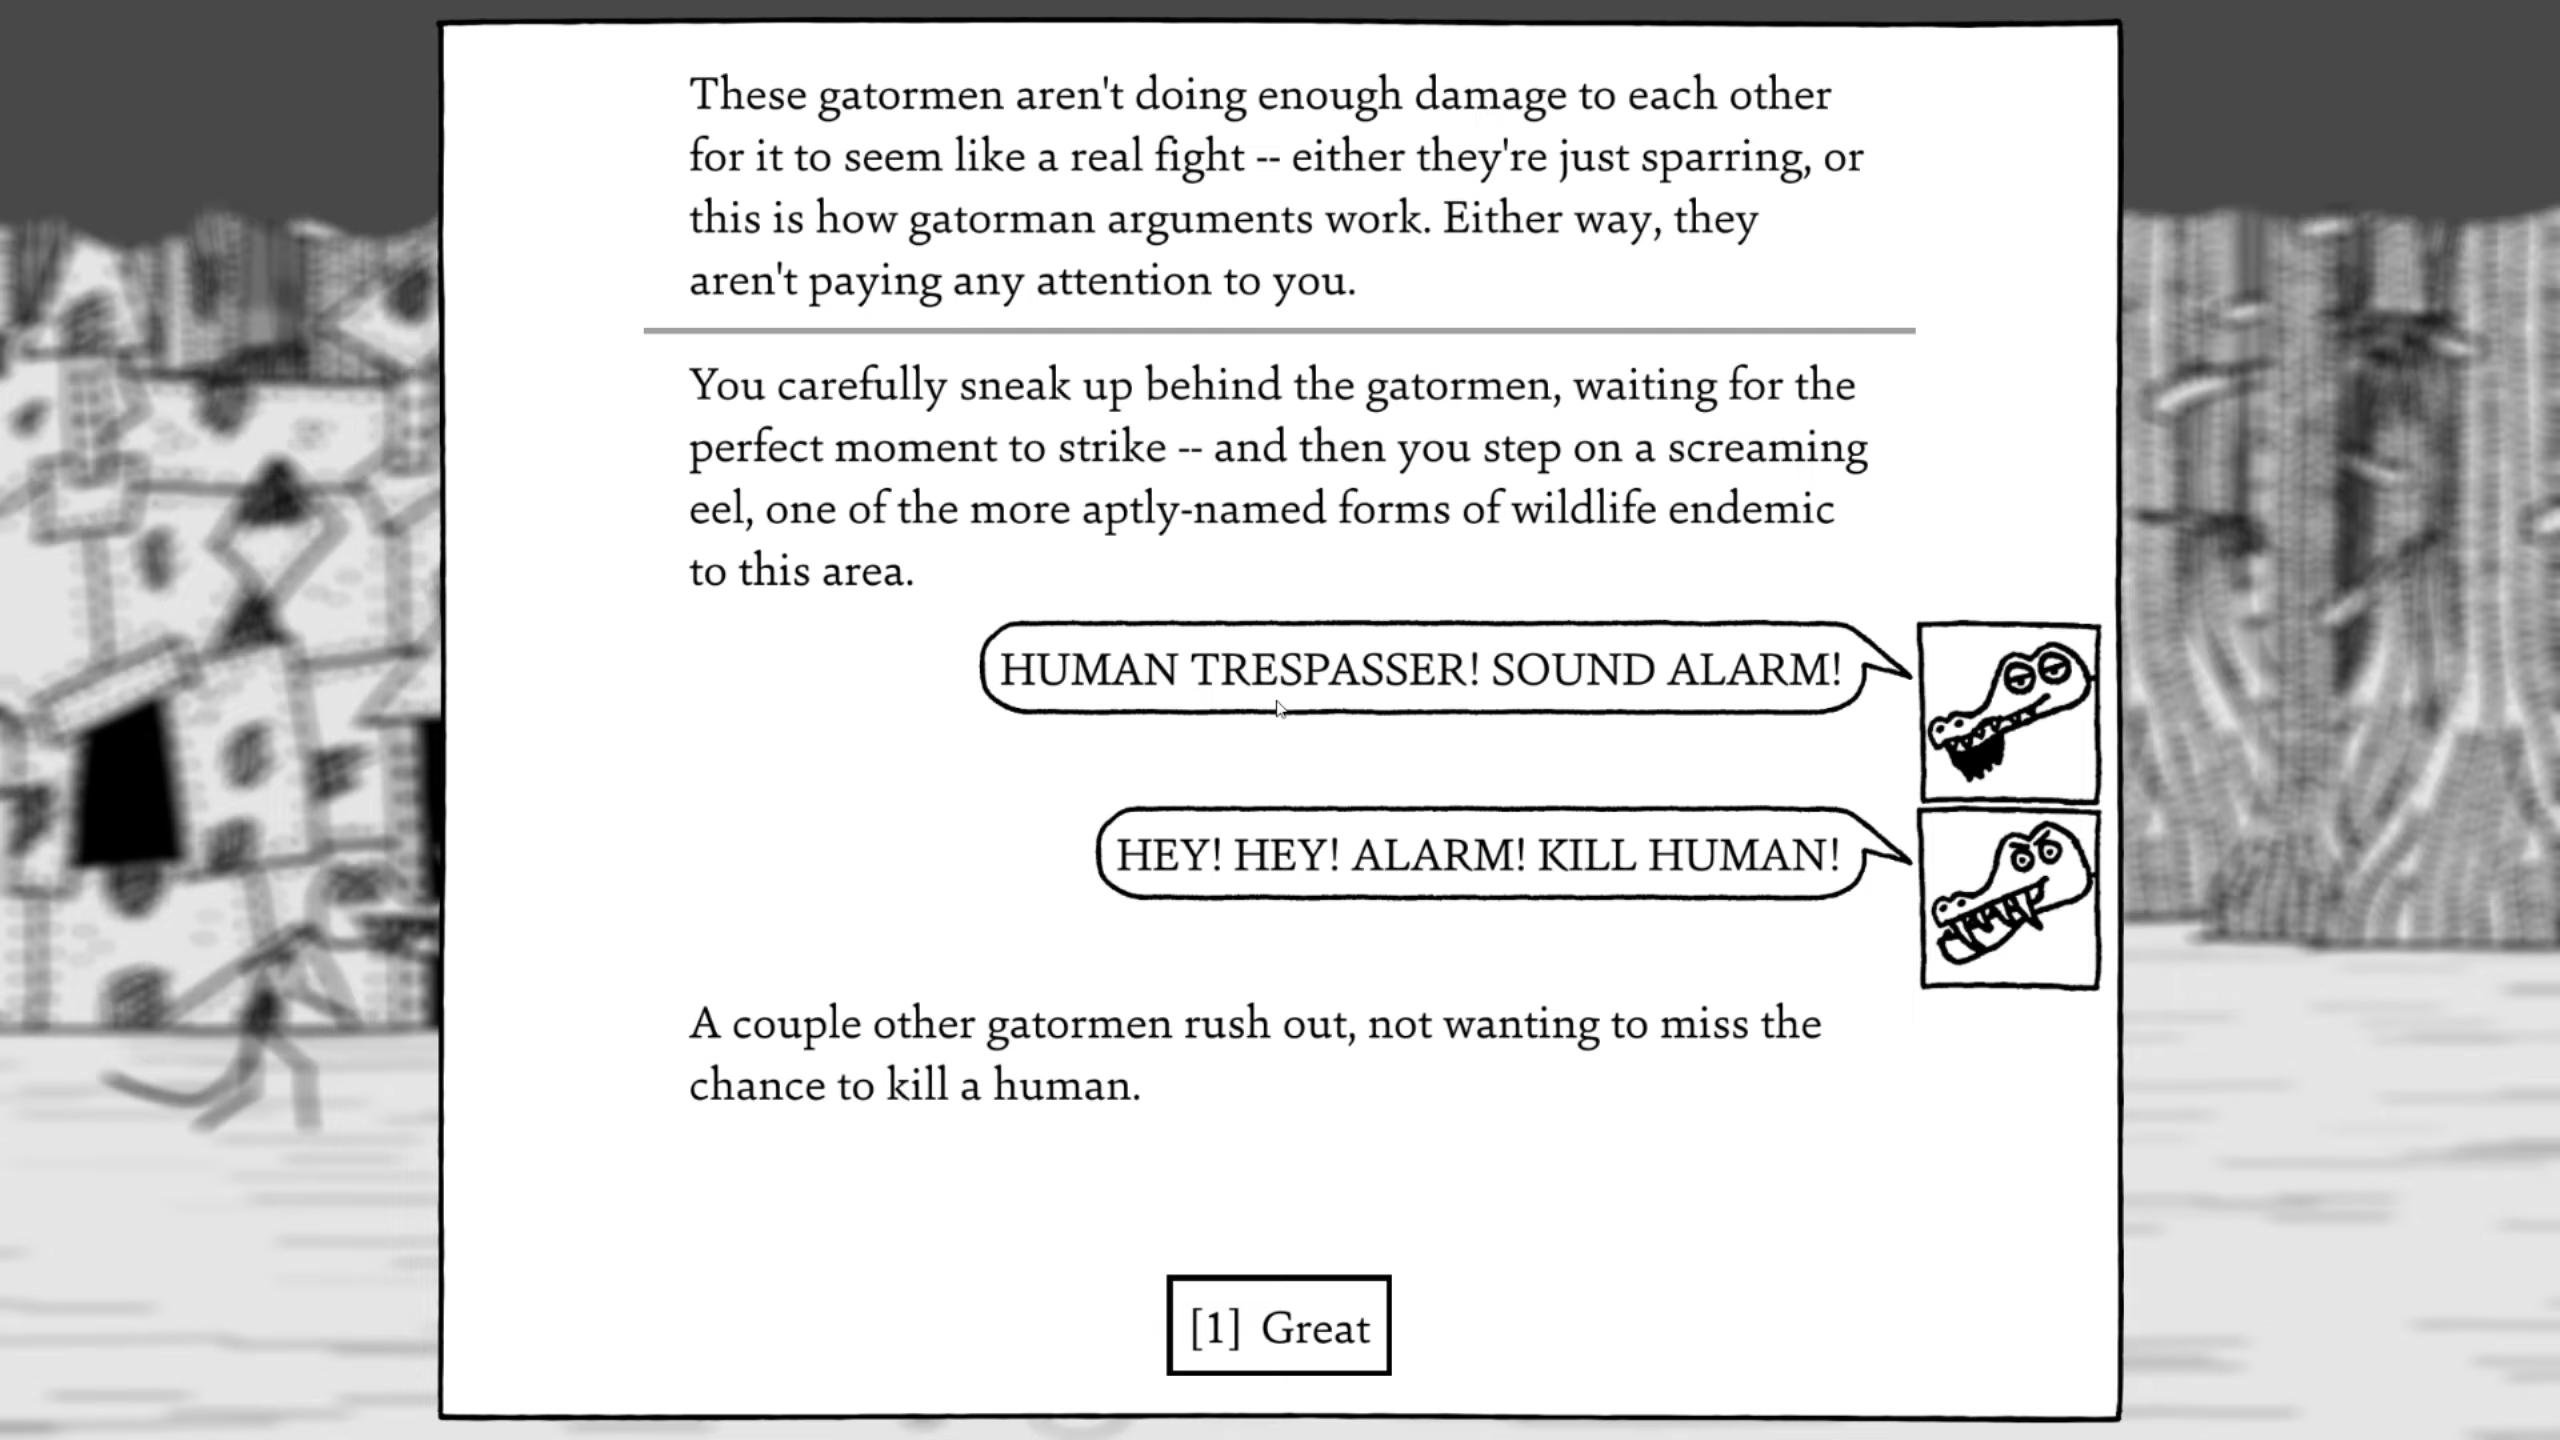 These gatormen aren't doing enough damage to each other
for it to seem like a real fight -- either they're just sparring, or
this is how gatorman arguments work. Either way, they
aren't paying any attention to you.
You carefully sneak up behind the gatormen, waiting for the
perfect moment to strike -- and then you step on a screaming
eel, one of the more aptly-named forms of wildlife endemic
to this area.
HUMAN TRESPASSER! SOUND ALARM!
HEY! HEY! ALARM! KILL HUMAN!
A couple other gatormen rush out, not wanting to miss the
chance to kill a human.
[1] Great